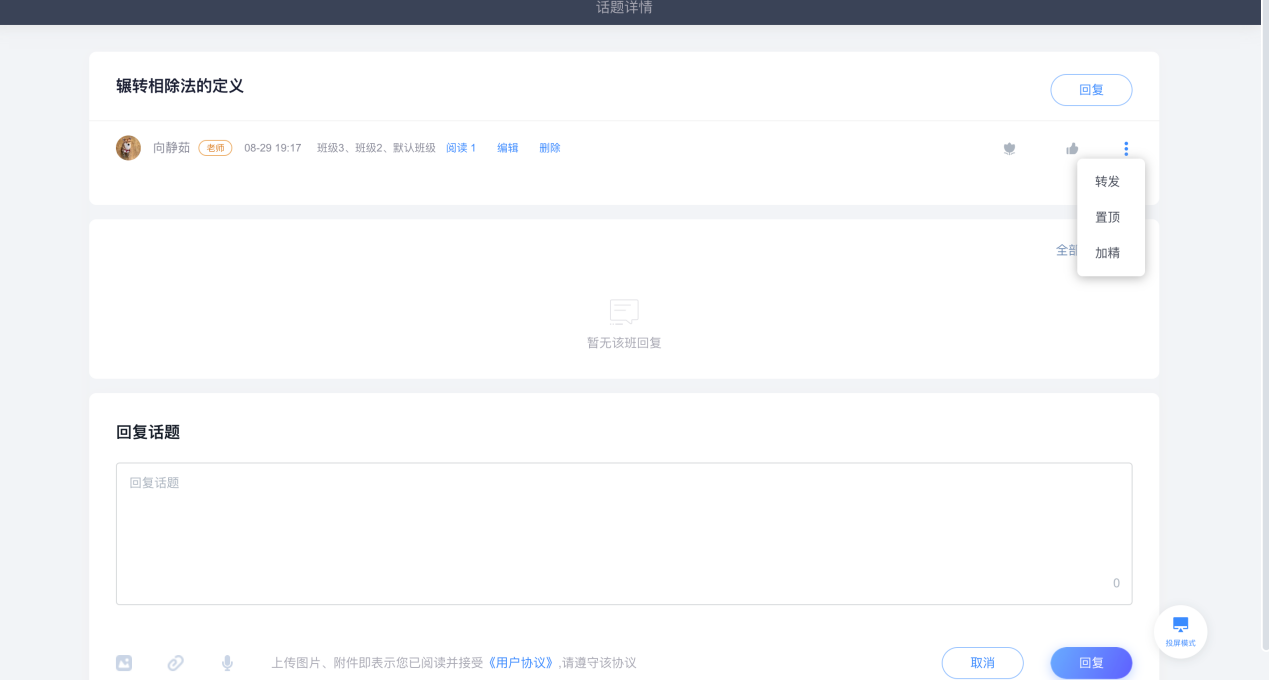 话题详情
辗转相除法的定义
回复
向静茹 老师 08-29 19:17 班级3、班级2、默认班级 阅读 1 编辑 删除
转发
置顶
全部
加精
暂无该班回复
回复话题
回复话题
0
投屏模式
上传图片、附件即表示您已阅读并接受《用户协议》,请遵守该协议
取消
回复